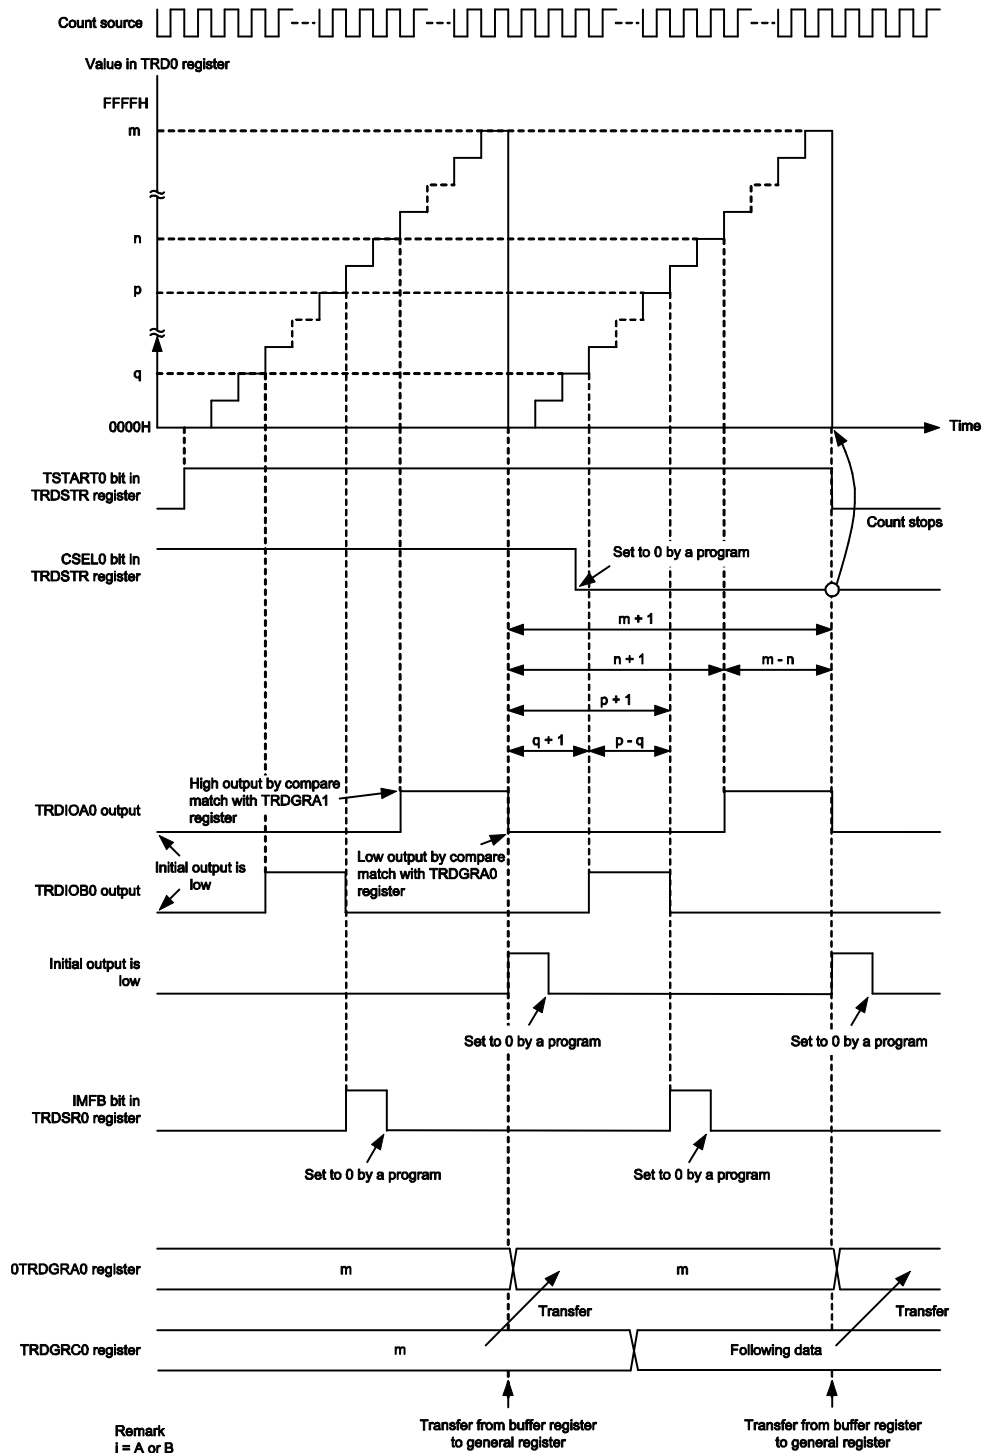 Count source
Value in TRD0 register
FFFFH
m
n
p
q
0000H
Time
TSTART0 bit in
TRDSTR register
Count stops
CSEL0 bit in
TRDSTR register
Set to 0 by a program
m + 1
n + 1
m - n
p + 1
q + 1
p - q
High output by compare
match with TRDGRA1
register
TRDIOA0 output
Initial output is
low
Low output by compare
match with TRDGRA0
register
TRDIOB0 output
Initial output is
low
Set to 0 by a program
Set to 0 by a program
IMFB bit in
TRDSR0 register
Set to 0 by a program
Set to 0 by a program
0TRDGRA0 register
m
m
Transfer
Transfer
TRDGRC0 register
m
Following data
Transfer from buffer register
to general register
Transfer from buffer register
to general register
Remark
i = A or B